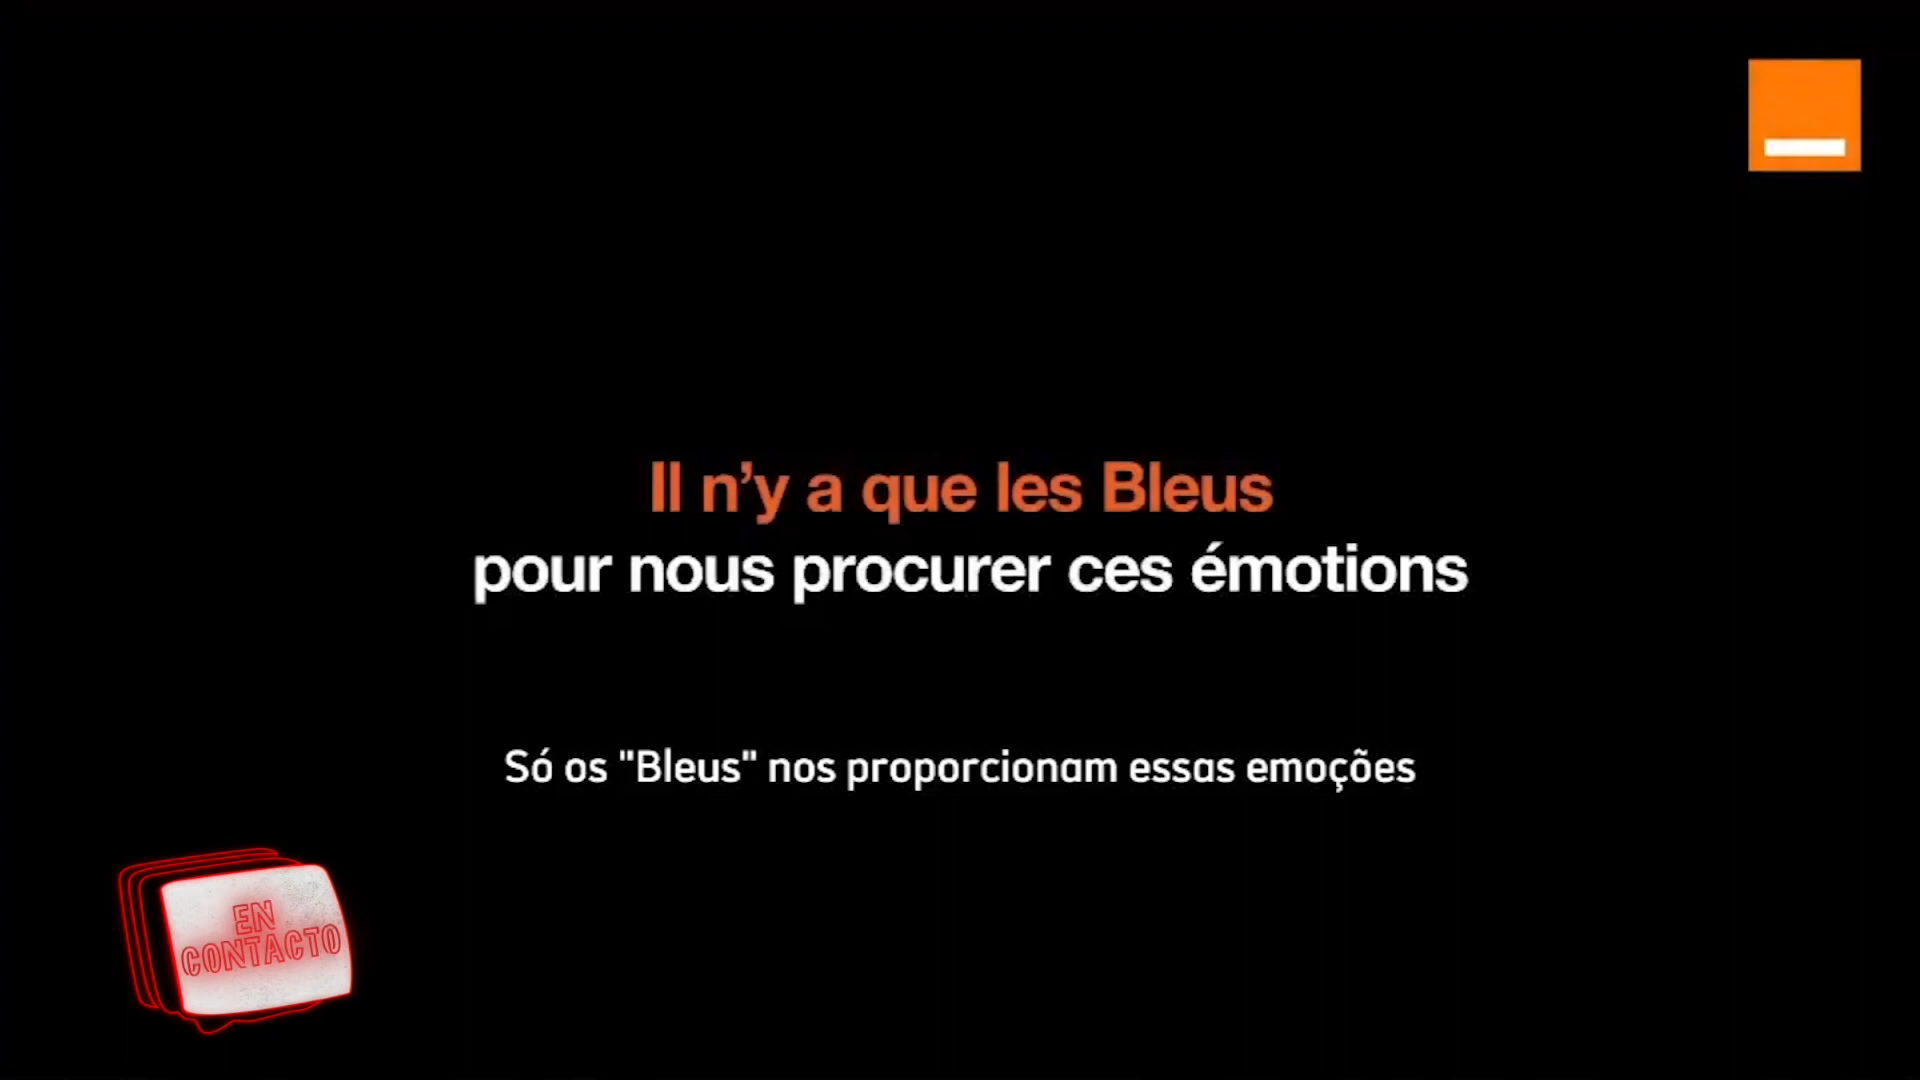 Il n’y a que les Bleus
pour nous procurer ces émotions
Só os "Bleus" nos proporcionam essas emoções
EN
CONTACTO